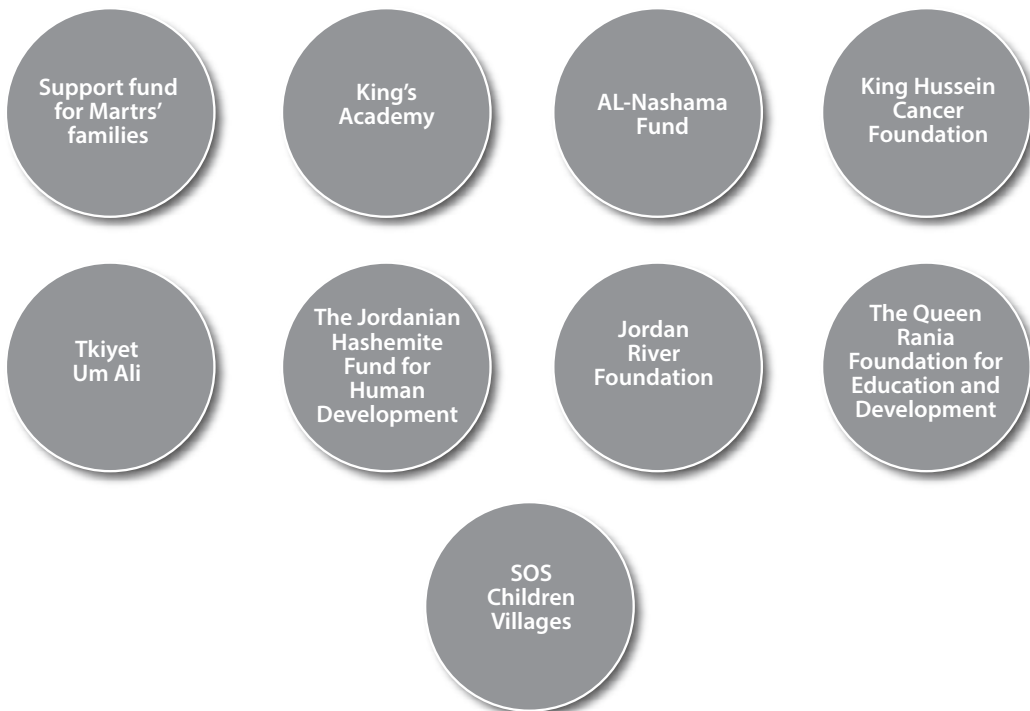 Support fund
for Martrs'
families
King's
Academy
AL-Nashama
Fund
King Hussein
Cancer
Foundation
Tkiyet
Um Ali
The Jordanian
Hashemite
Fund for
Human
Development
Jordan
River
Foundation
The Queen
Rania
Foundation for
Education and
Development
SOS
Children
Villages